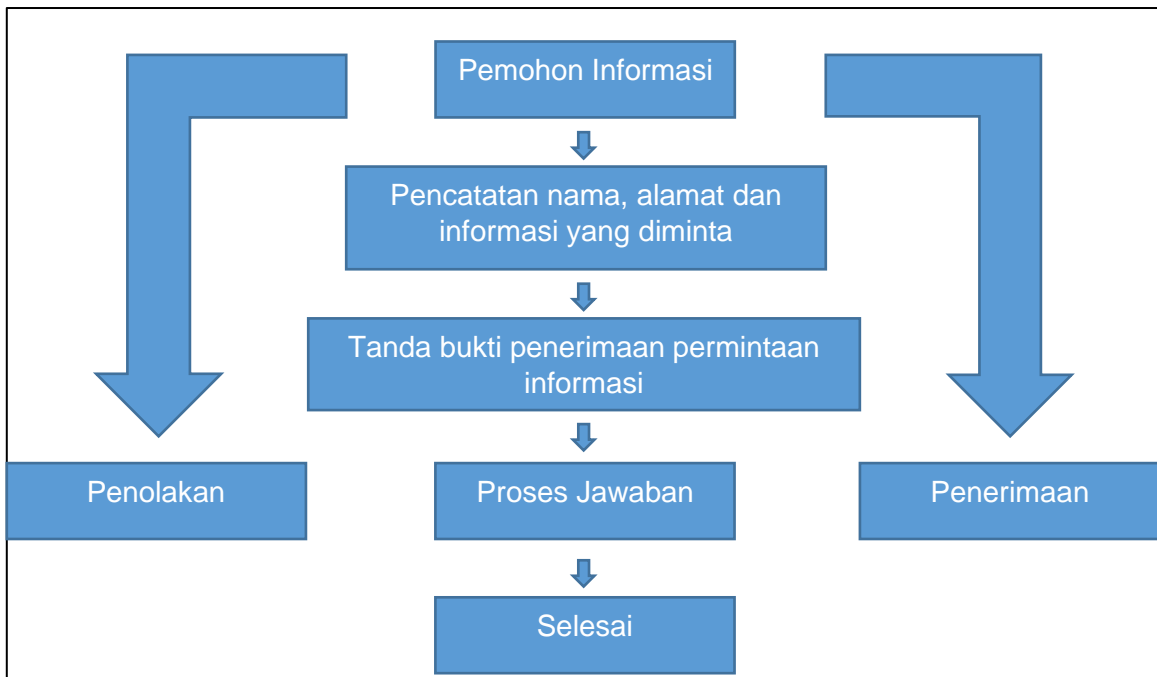 Pemohon Informasi
Pencatatan nama, alamat dan
informasi yang diminta
Tanda bukti penerimaan permintaan
informasi
Penolakan
Proses Jawaban
Penerimaan
Selesai